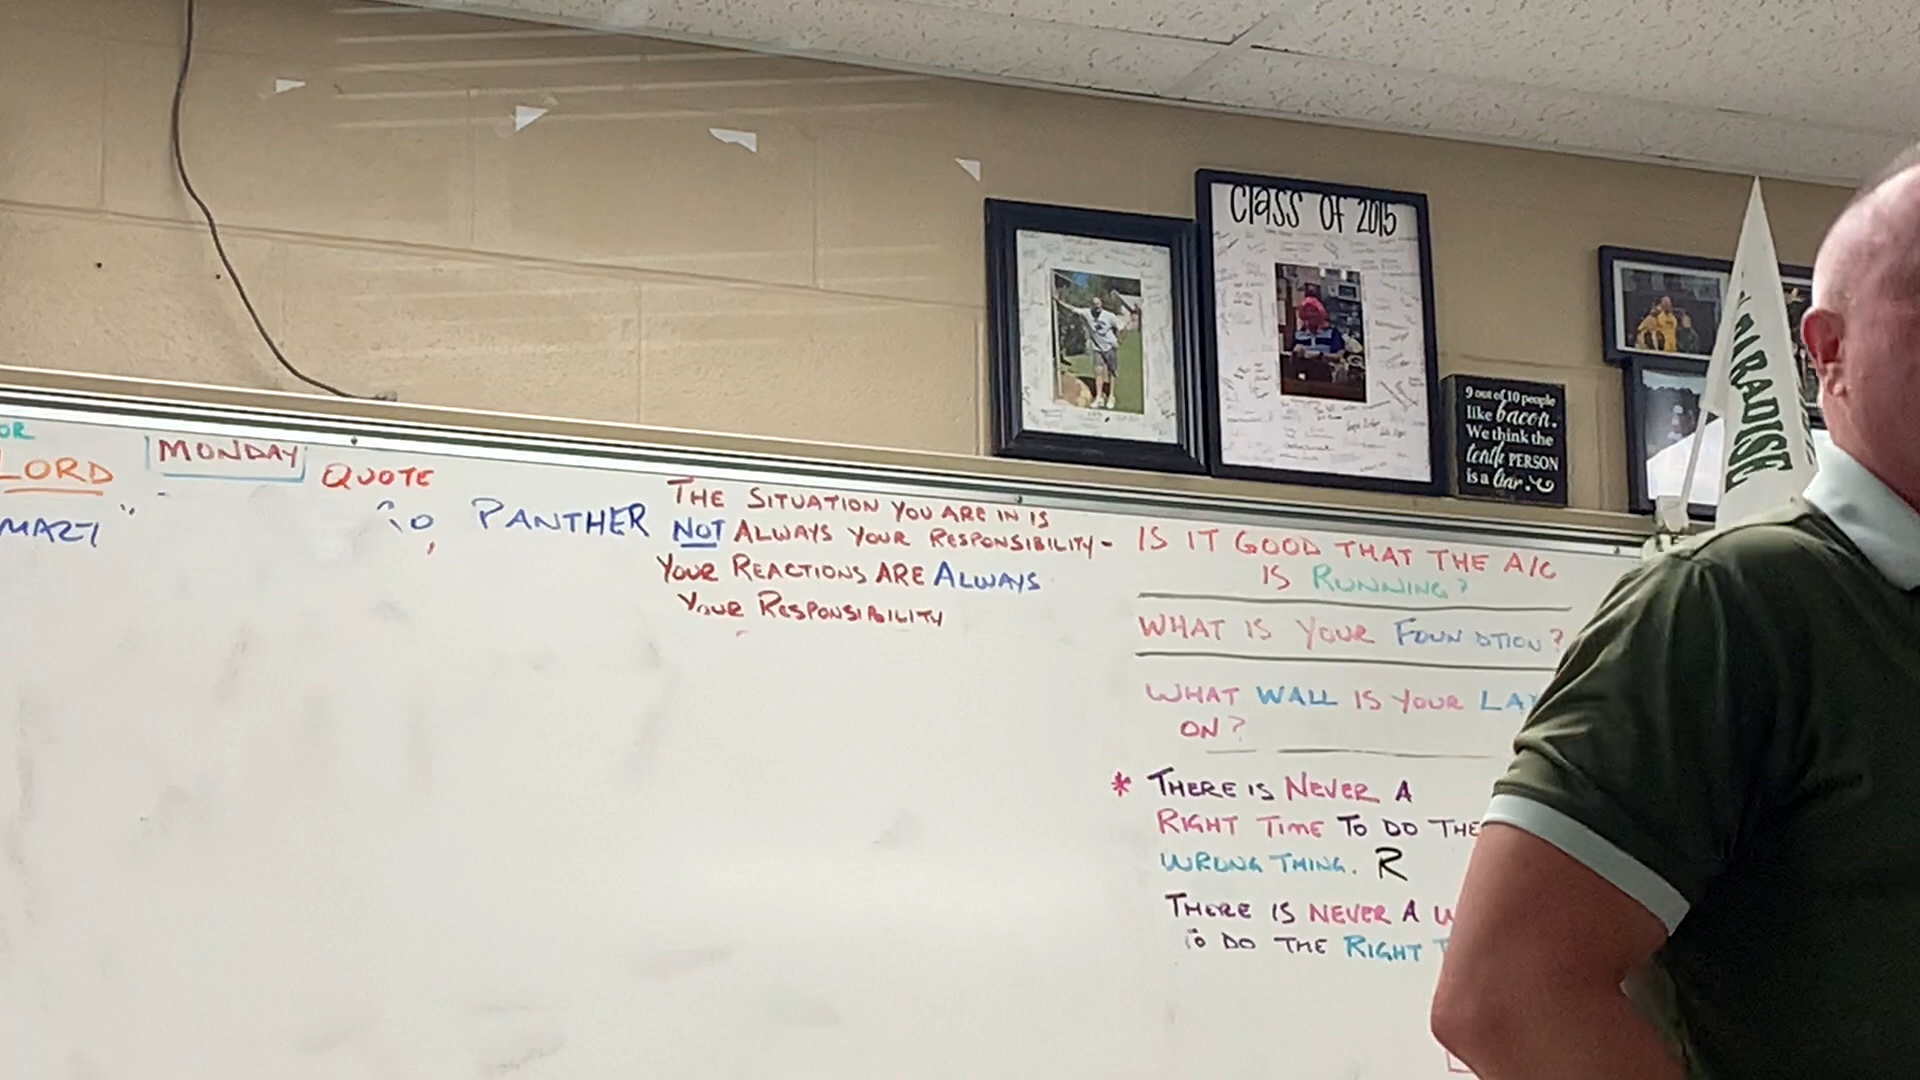 Class OF 2015
9 out of 10 people
like bacon.
We think the
tenth PERSON
is a liar.
PARADISE
OR
LORD
MONDAY
QUOTE
PANTHER
THE SITUATION YOU ARE IN IS
NOT ALWAYS YOUR RESPONSIBILITY-
YOUR REACTIONS ARE ALWAYS
YOUR RESPONSIBILITY
IS IT GOOD THAT THE A/C
IS RUNNING?
WHAT IS YOUR FOUNDTION?
WHAT WALL IS YOUR LA
ON?
* THERE IS NEVER A
RIGHT TIME TO DO THE
WRONG THING. R
THERE IS NEVER A W
TO DO THE RIGHT T